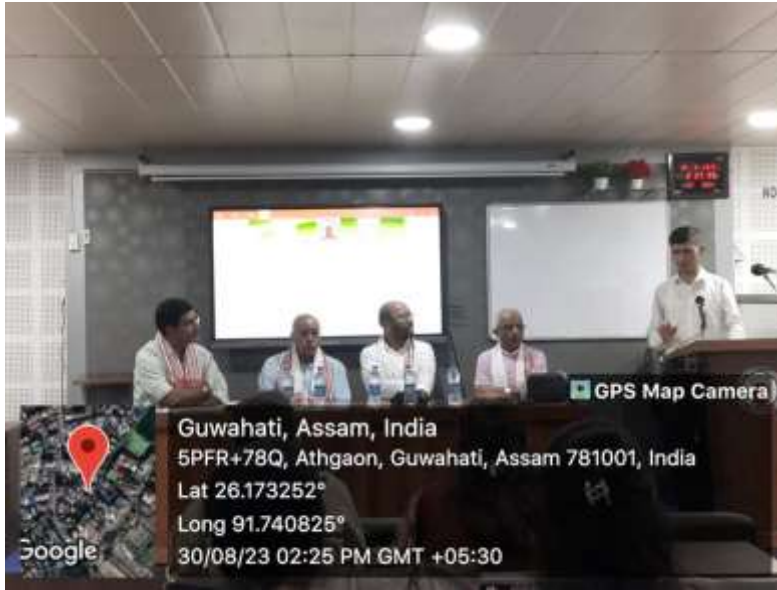 GPS Map Camera
Guwahati, Assam, India
5PFR+78Q, Athgaon, Guwahati, Assam 781001, India
Lat 26.173252°
Long 91.740825°
30/08/23 02:25 PM GMT +05:30
Google